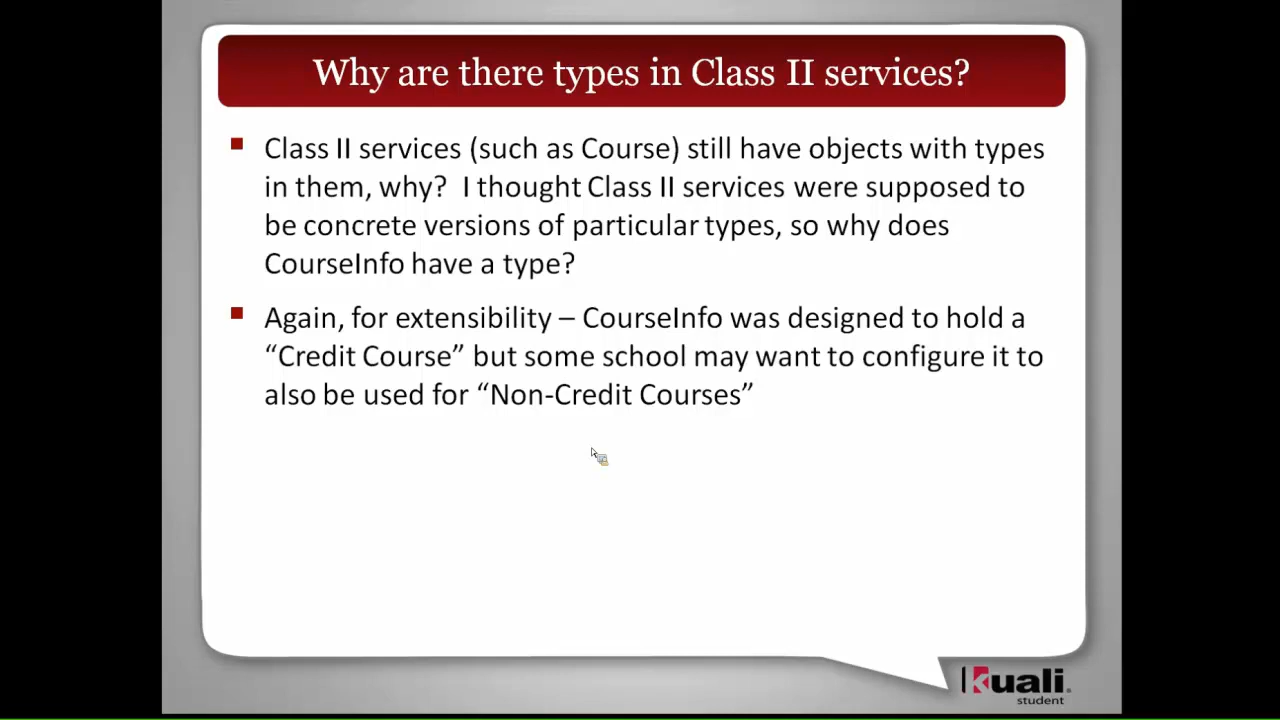 Why are there types in Class II services?
Class II services (such as Course) still have objects with types
in them, why? I thought Class II services were supposed to
be concrete versions of particular types, so why does
CourseInfo have a type?
Again, for extensibility – CourseInfo was designed to hold a
“Credit Course” but some school may want to configure it to
also be used for “Non-Credit Courses”
kuali
student